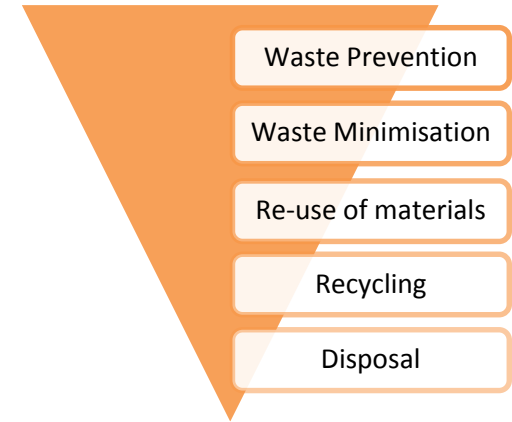 Waste Prevention
Waste Minimisation
Re-use of materials
Recycling
Disposal